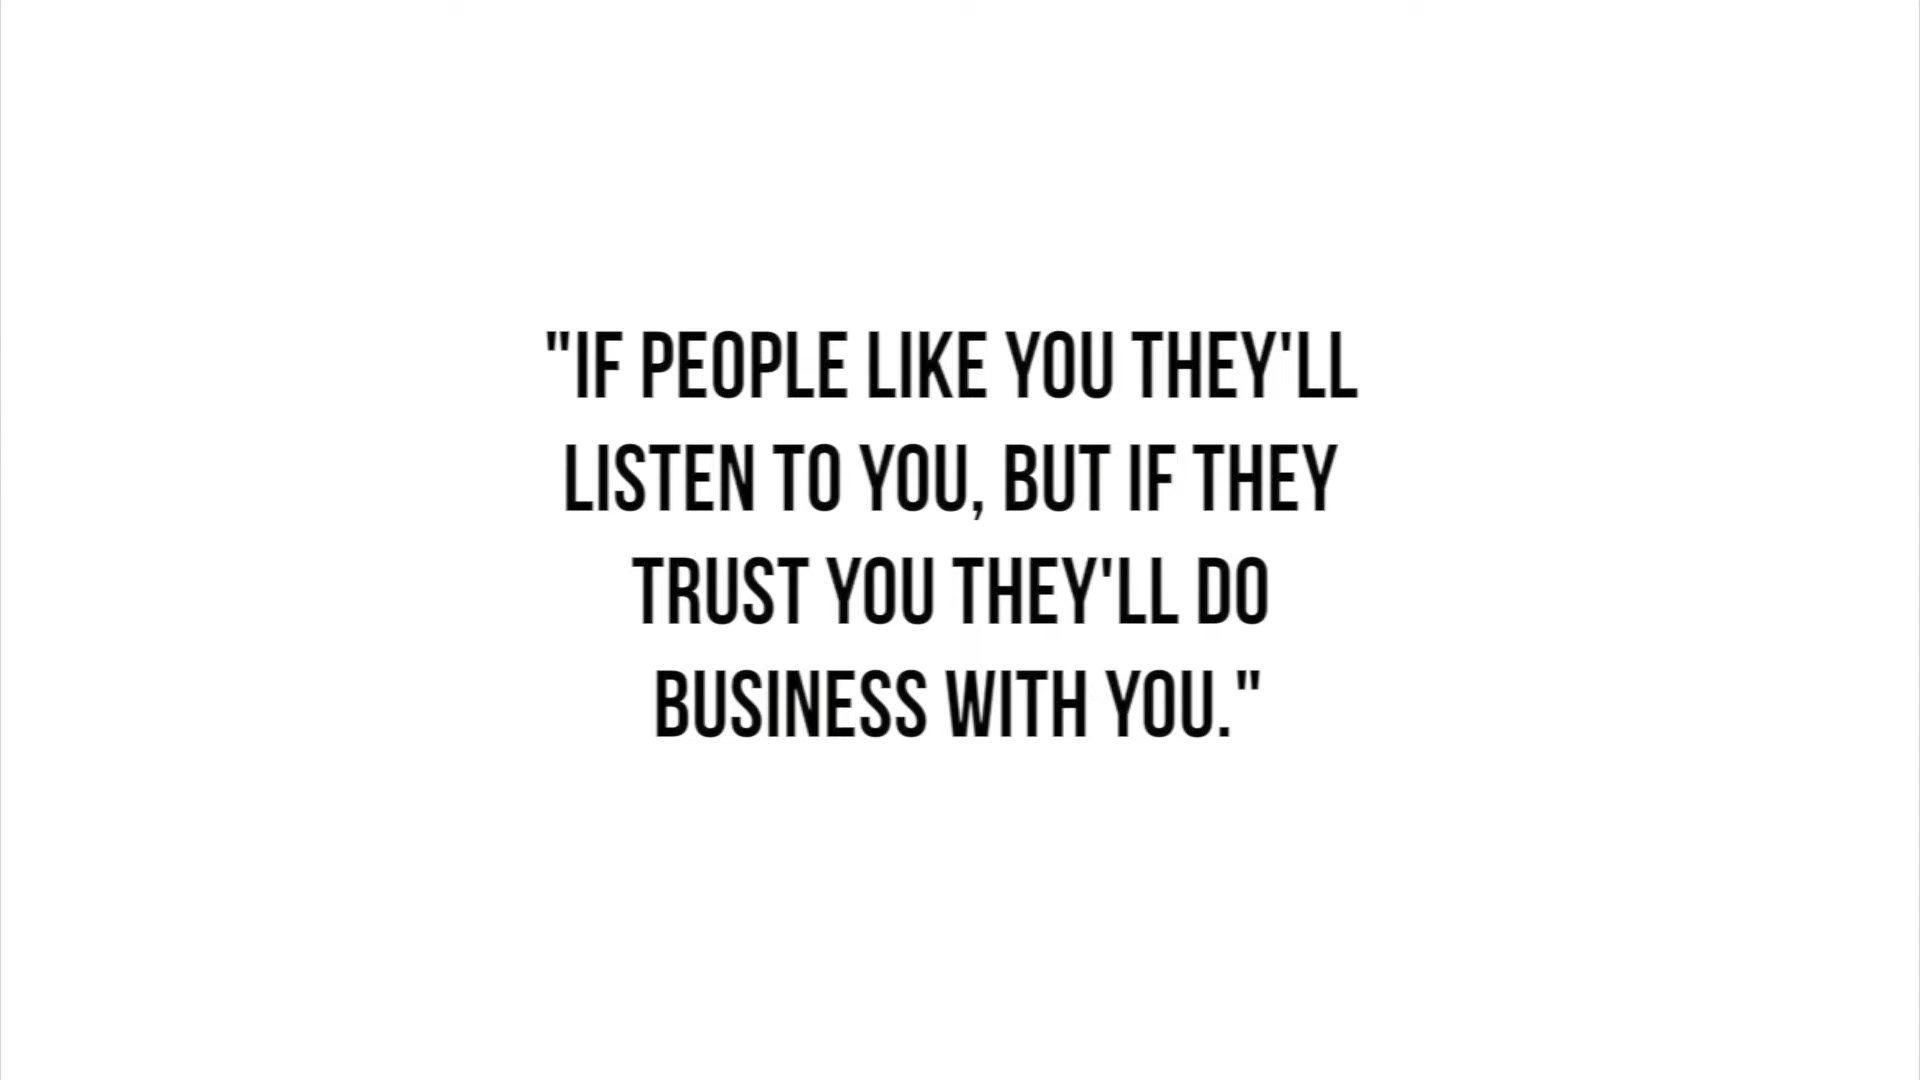 "IF PEOPLE LIKE YOU THEY'LL
LISTEN TO YOU, BUT IF THEY
TRUST YOU THEY'LL DO
BUSINESS WITH YOU."